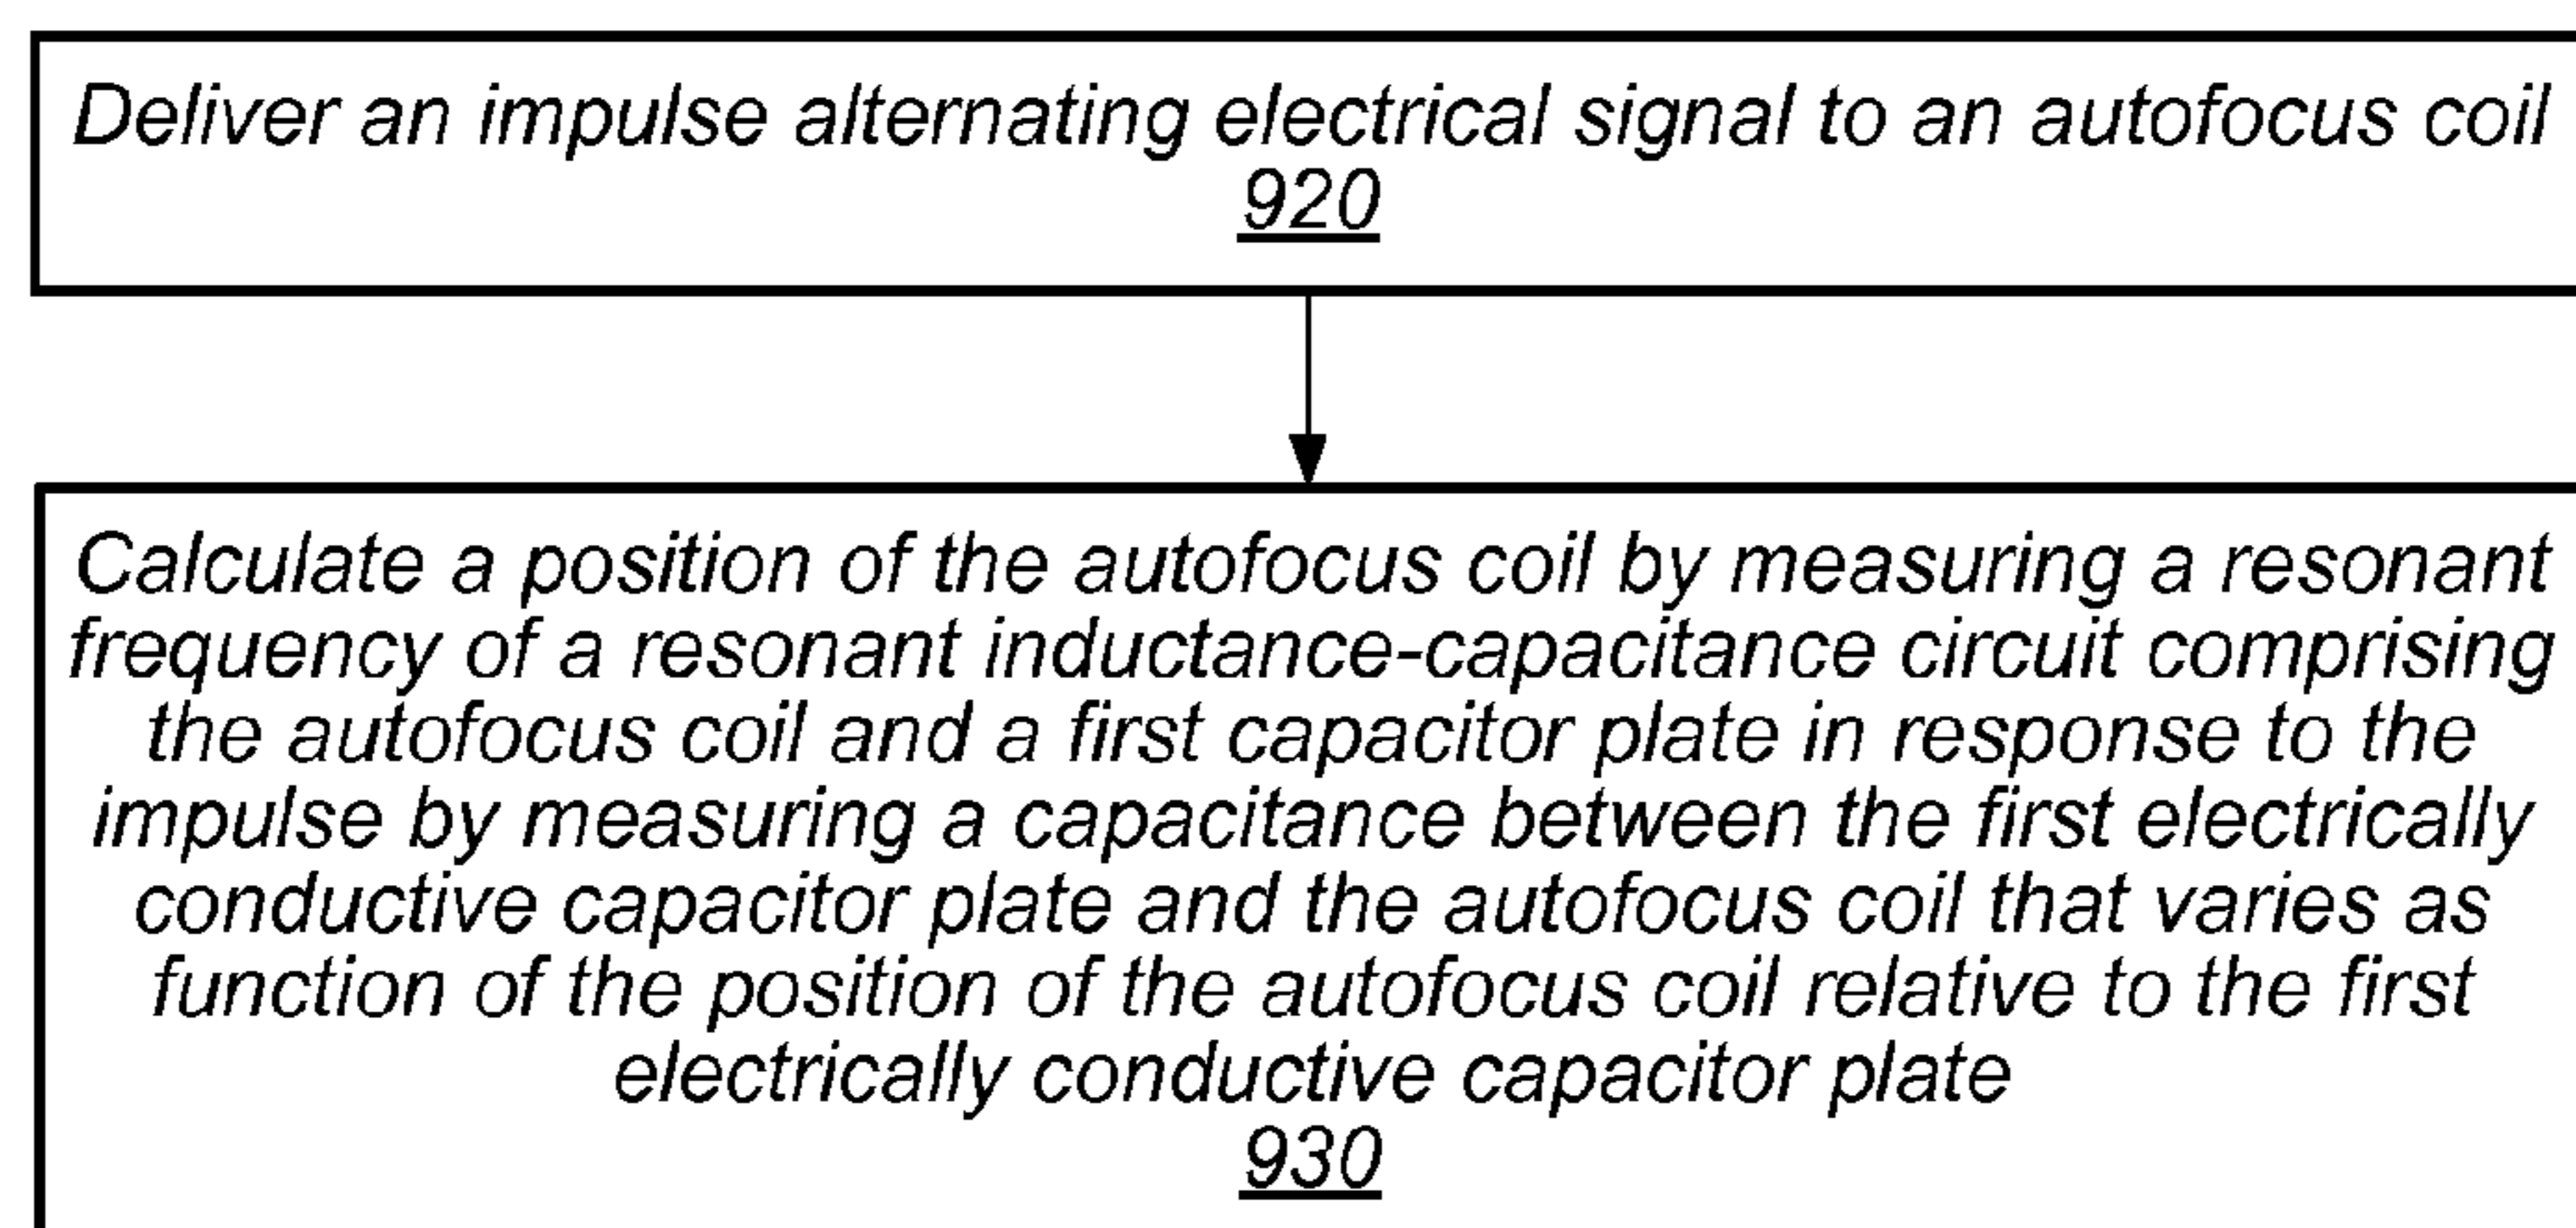 Deliver an impulse alternating electrical signal to an autofocus coil
920
Calculate a position of the autofocus coil by measuring a resonant
frequency of a resonant inductance-capacitance circuit comprising
the autofocus coil and a first capacitor plate in response to the
impulse by measuring a capacitance between the first electrically
conductive capacitor plate and the autofocus coil that varies as
function of the position of the autofocus coil relative to the first
electrically conductive capacitor plate
930